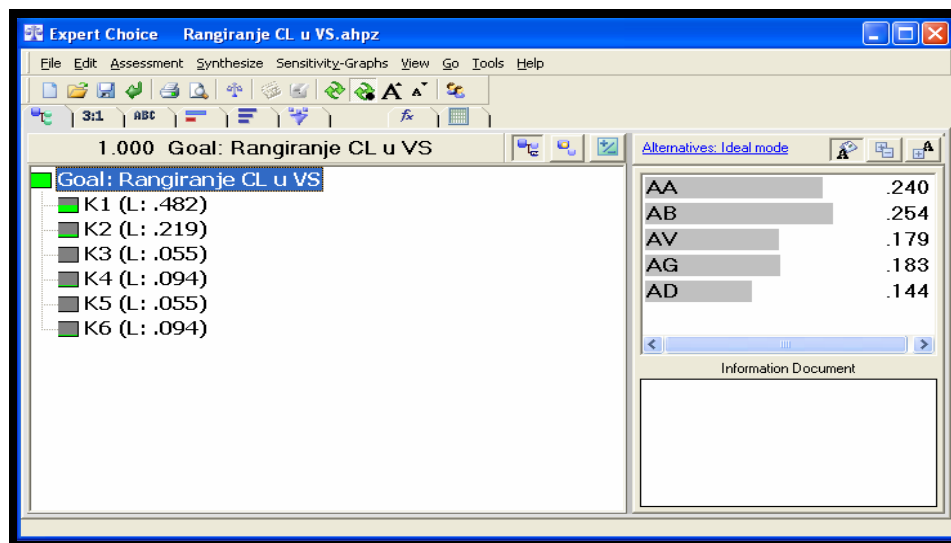 Expert Choice Rangiranje CL u VS.ahpz
File Edit Assessment Synthesize Sensitivity-Graphs View Go Tools Help
3:1 ABC fx
1.000 Goal: Rangiranje CL u VS
Alternatives: Ideal mode
Goal: Rangiranje CL u VS
K1 (L: .482)
K2 (L: .219)
K3 (L: .055)
K4 (L: .094)
K5 (L: .055)
K6 (L: .094)
AA .240
AB .254
AV .179
AG .183
AD .144
Information Document